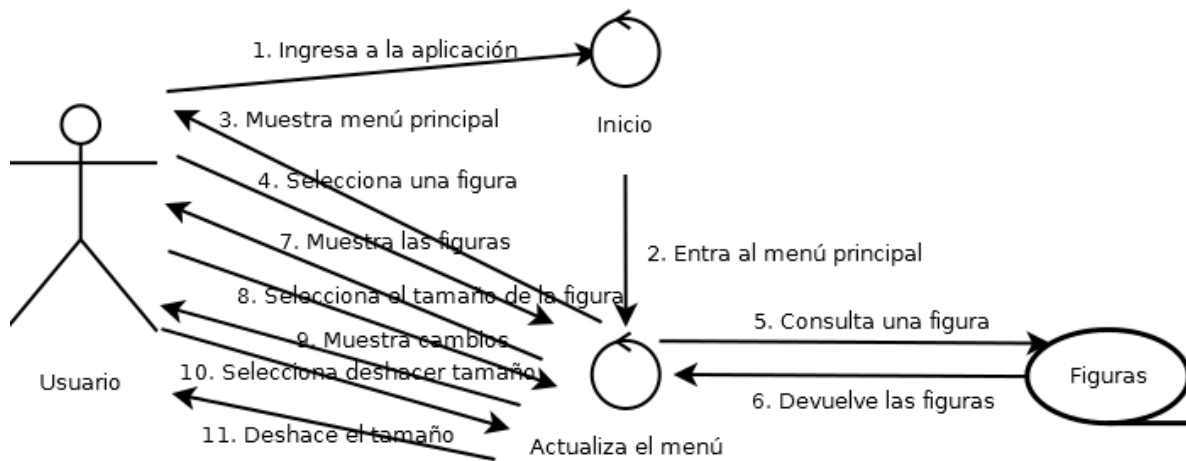 1. Ingresa a la aplicación
3. Muestra menú principal
Inicio
4. Selecciona una figura
7. Muestra las figuras
2. Entra al menú principal
8. Selecciona el tamaño de la figura
5. Consulta una figura
9. Muestra cambios
Usuario
10. Selecciona deshacer tamaño
Figuras
6. Devuelve las figuras
11. Deshace el tamaño
Actualiza el menú